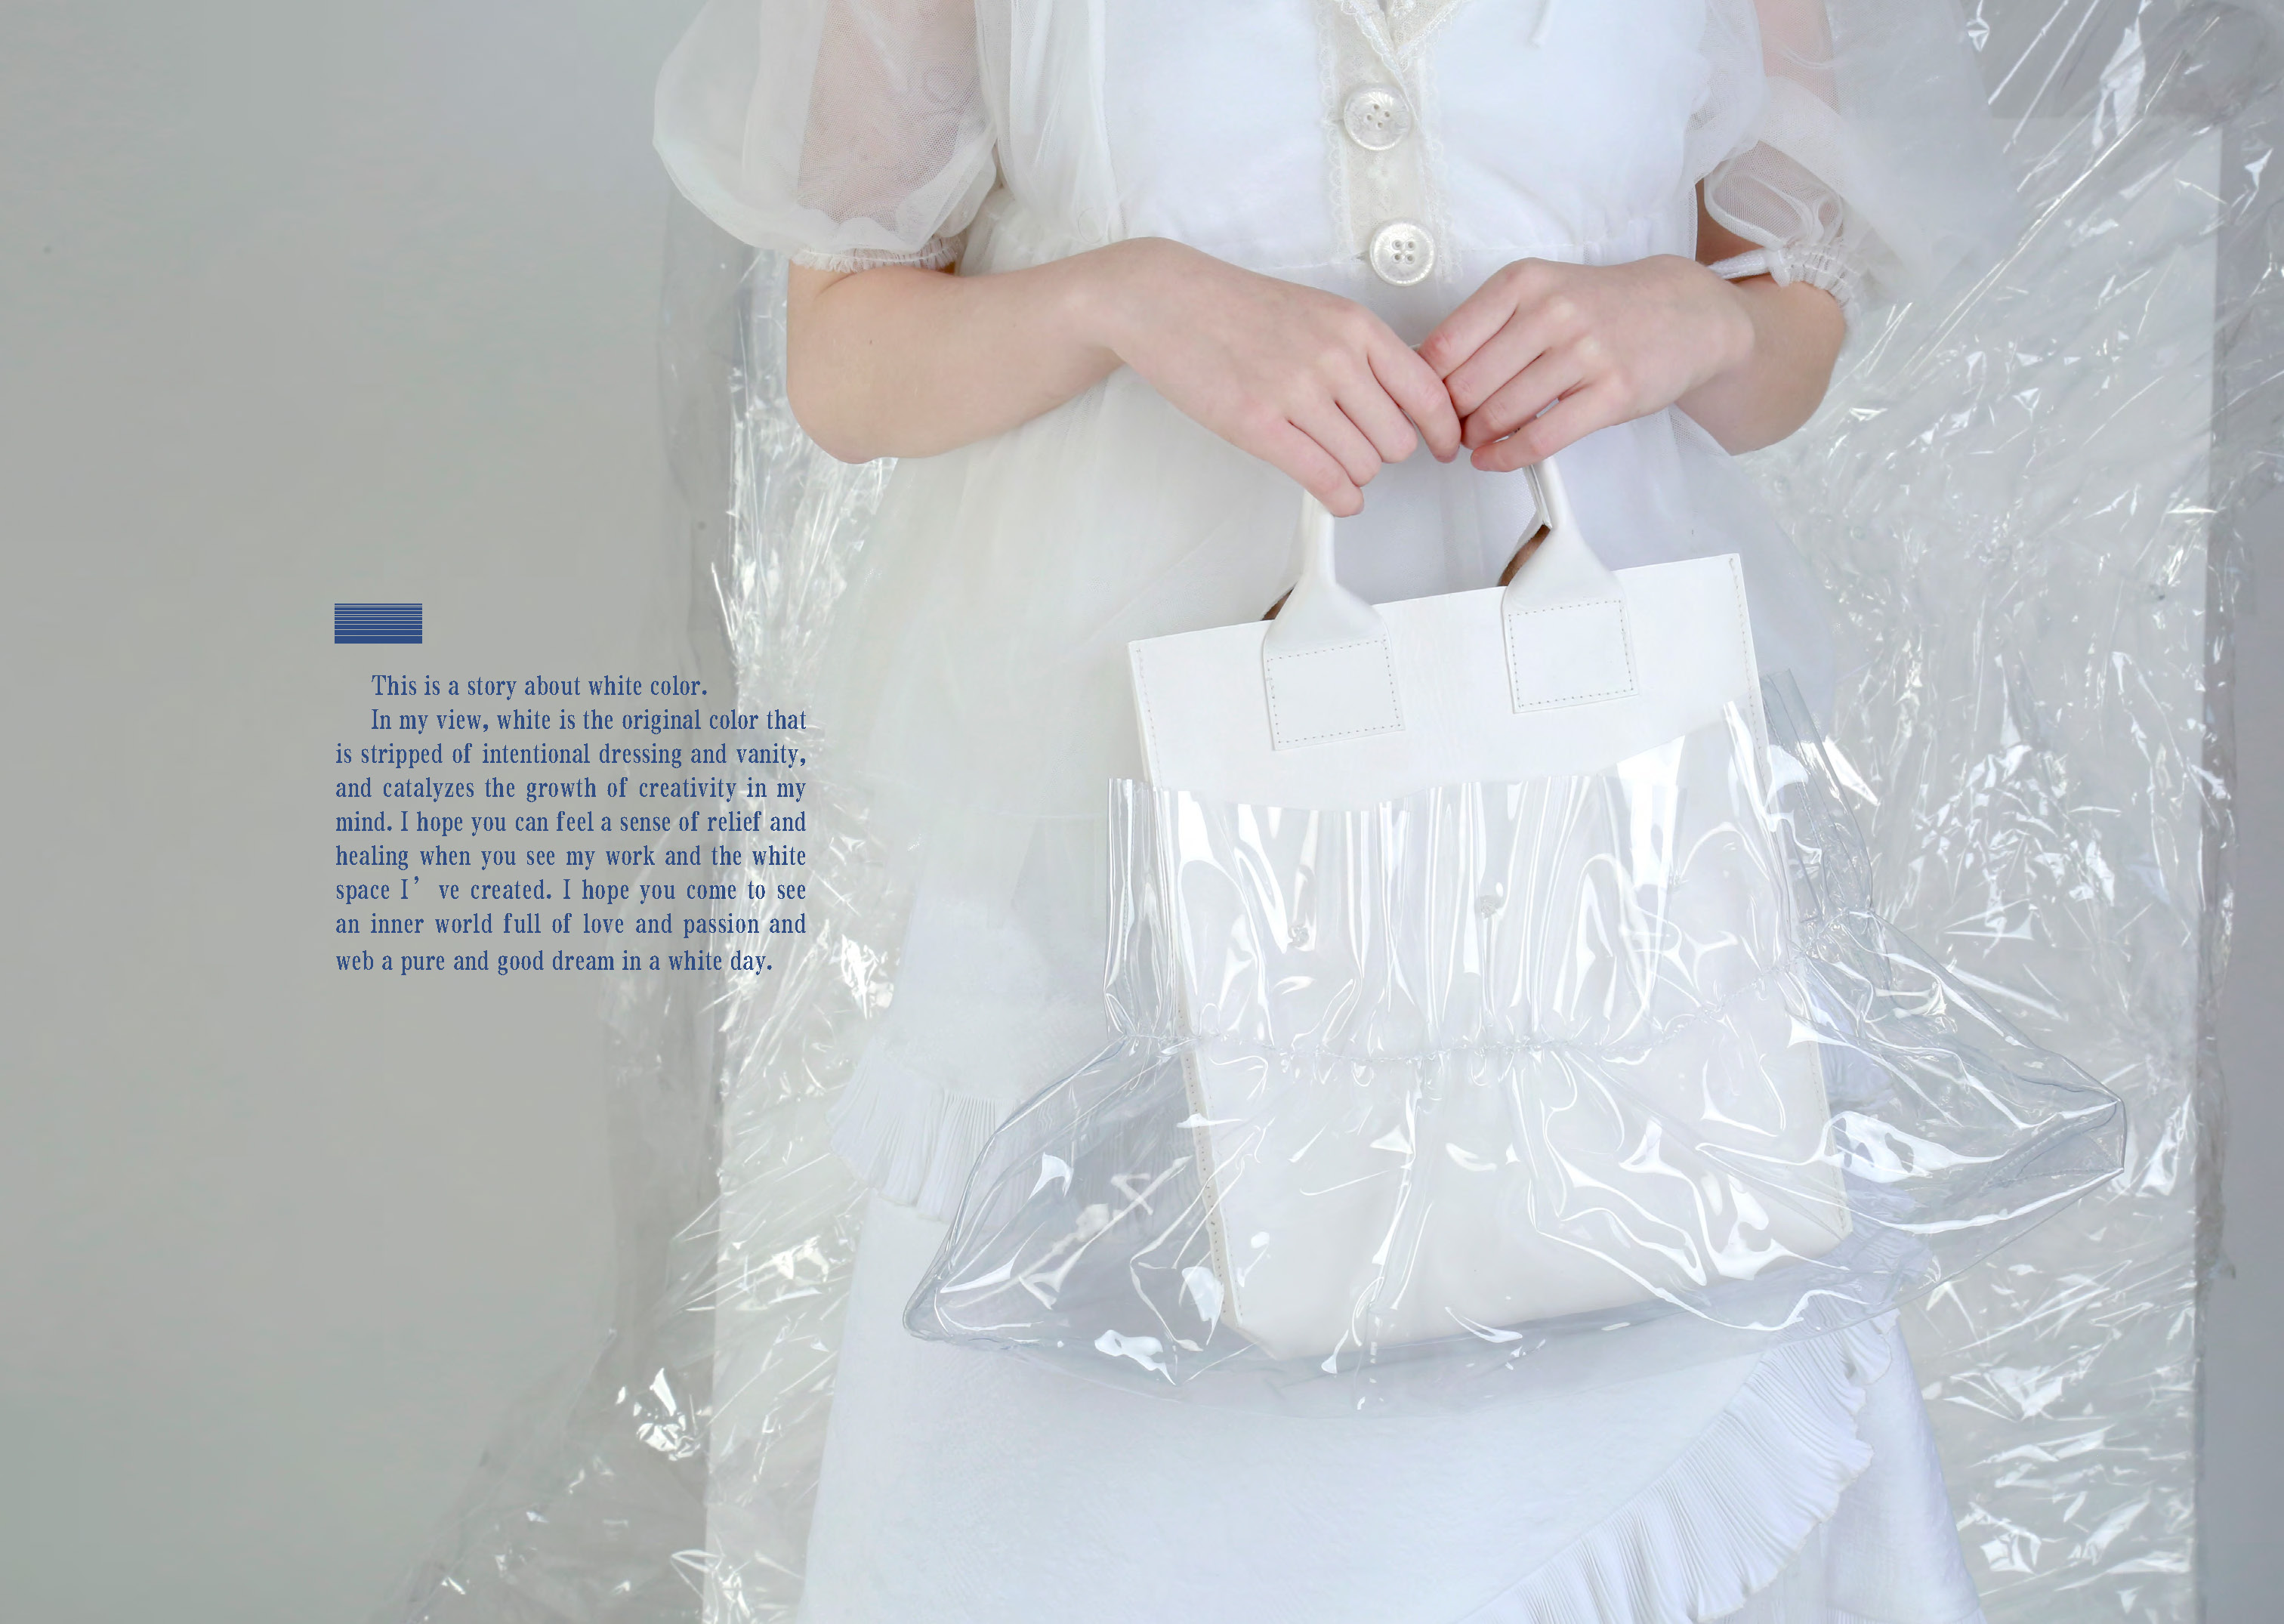 This is a story about white color.
In my view, white is the original color that
is stripped of intentional dressing and vanity,
and catalyzes the growth of creativity in my
mind. I hope you can feel a sense of relief and
healing when you see my work and the white
space I’ ve created. I hope you come to see
an inner world full of love and passion and
web a pure and good dream in a white day.